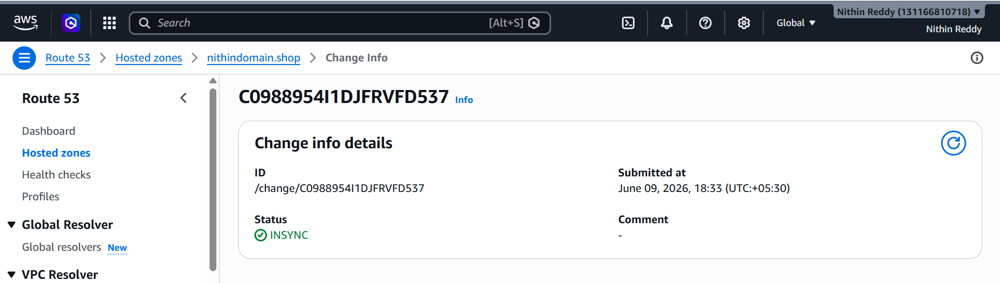 aws
Search [Alt+S]
Global ▼
Nithin Reddy (131166810718) ▼
Nithin Reddy
Route 53 > Hosted zones > nithindomain.shop > Change Info
Route 53
Dashboard
Hosted zones
Health checks
Profiles
Global Resolver
Global resolvers New
VPC Resolver
C0988954I1DJFRVFD537 Info
Change info details
ID
/change/C0988954I1DJFRVFD537
Submitted at
June 09, 2026, 18:33 (UTC:+05:30)
Status
INSYNC
Comment
-